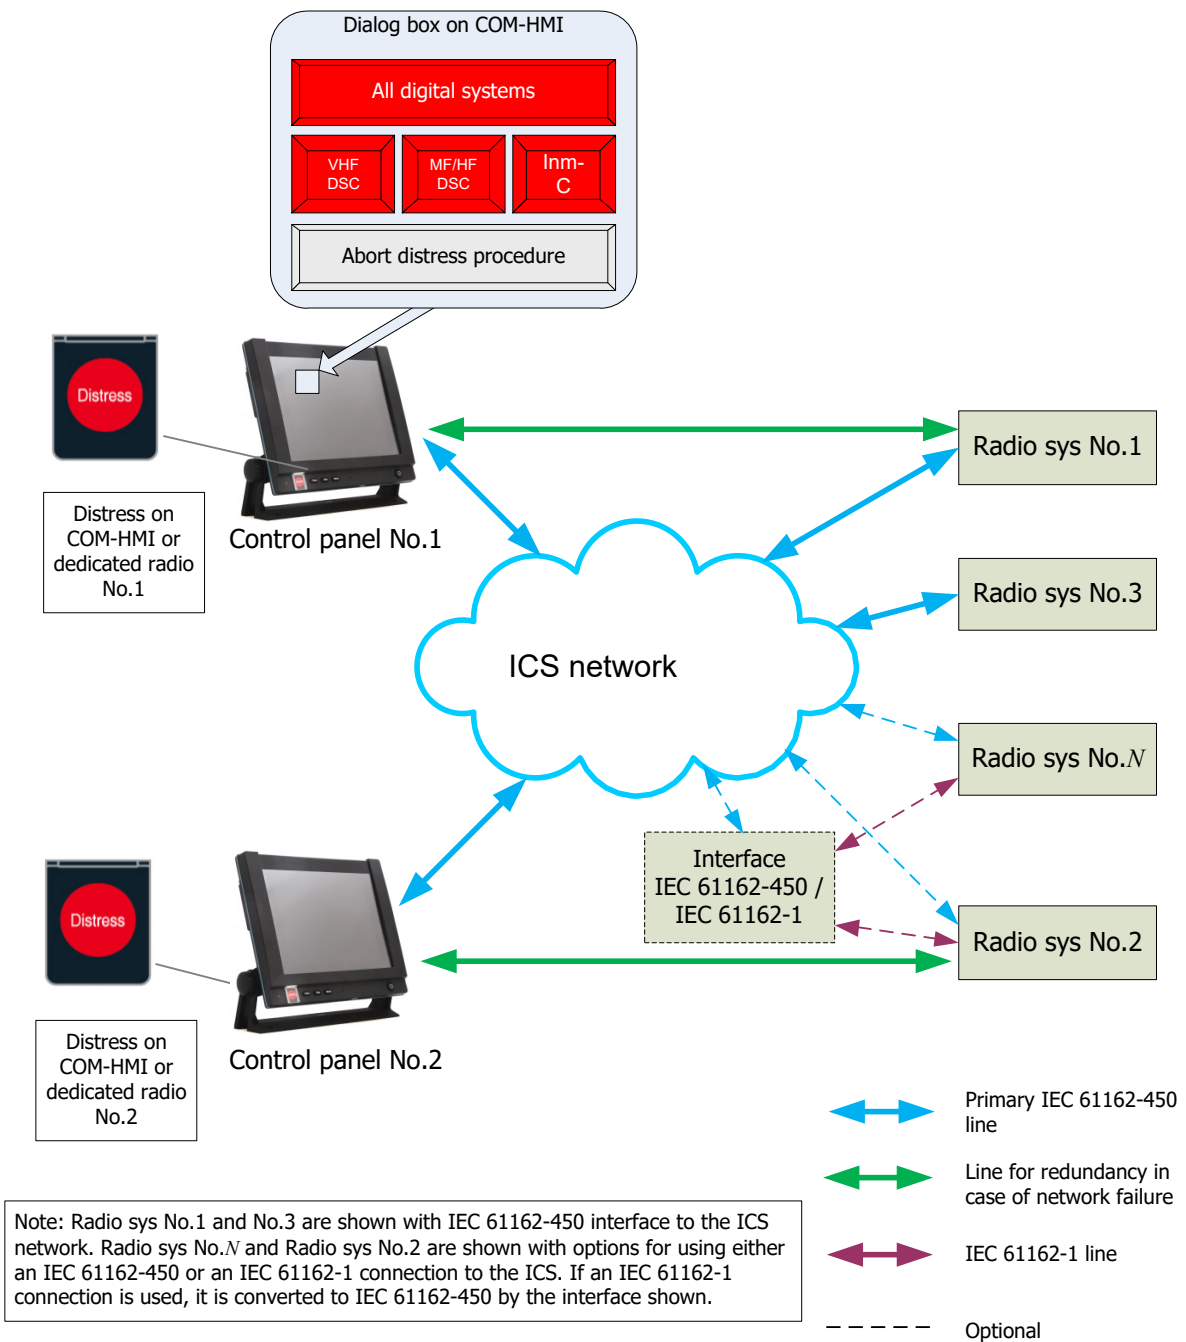 Dialog box on COM-HMI
All digital systems
VHF
DSC
MF/HF
DSC
Inm-
C
Abort distress procedure
Distress
Distress on
COM-HMI or
dedicated radio
No.1
Control panel No.1
Radio sys No.1
Radio sys No.3
ICS network
Radio sys No.N
Interface
IEC 61162-450 /
IEC 61162-1
Radio sys No.2
Distress
Distress on
COM-HMI or
dedicated radio
No.2
Control panel No.2
Primary IEC 61162-450
line
Line for redundancy in
case of network failure
IEC 61162-1 line
Optional
Note: Radio sys No.1 and No.3 are shown with IEC 61162-450 interface to the ICS
network. Radio sys No.N and Radio sys No.2 are shown with options for using either
an IEC 61162-450 or an IEC 61162-1 connection to the ICS. If an IEC 61162-1
connection is used, it is converted to IEC 61162-450 by the interface shown.